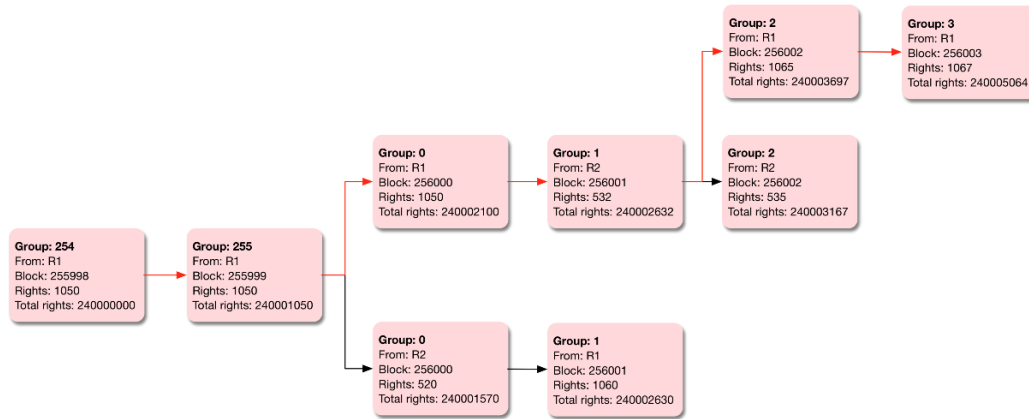 Group: 2
From: R1
Block: 256002
Rights: 1065
Total rights: 240003697
Group: 3
From: R1
Block: 256003
Rights: 1067
Total rights: 240005064
Group: 0
From: R1
Block: 256000
Rights: 1050
Total rights: 240002100
Group: 1
From: R2
Block: 256001
Rights: 532
Total rights: 240002632
Group: 2
From: R2
Block: 256002
Rights: 535
Total rights: 240003167
Group: 254
From: R1
Block: 255998
Rights: 1050
Total rights: 240000000
Group: 255
From: R1
Block: 255999
Rights: 1050
Total rights: 240001050
Group: 0
From: R2
Block: 256000
Rights: 520
Total rights: 240001570
Group: 1
From: R1
Block: 256001
Rights: 1060
Total rights: 240002630